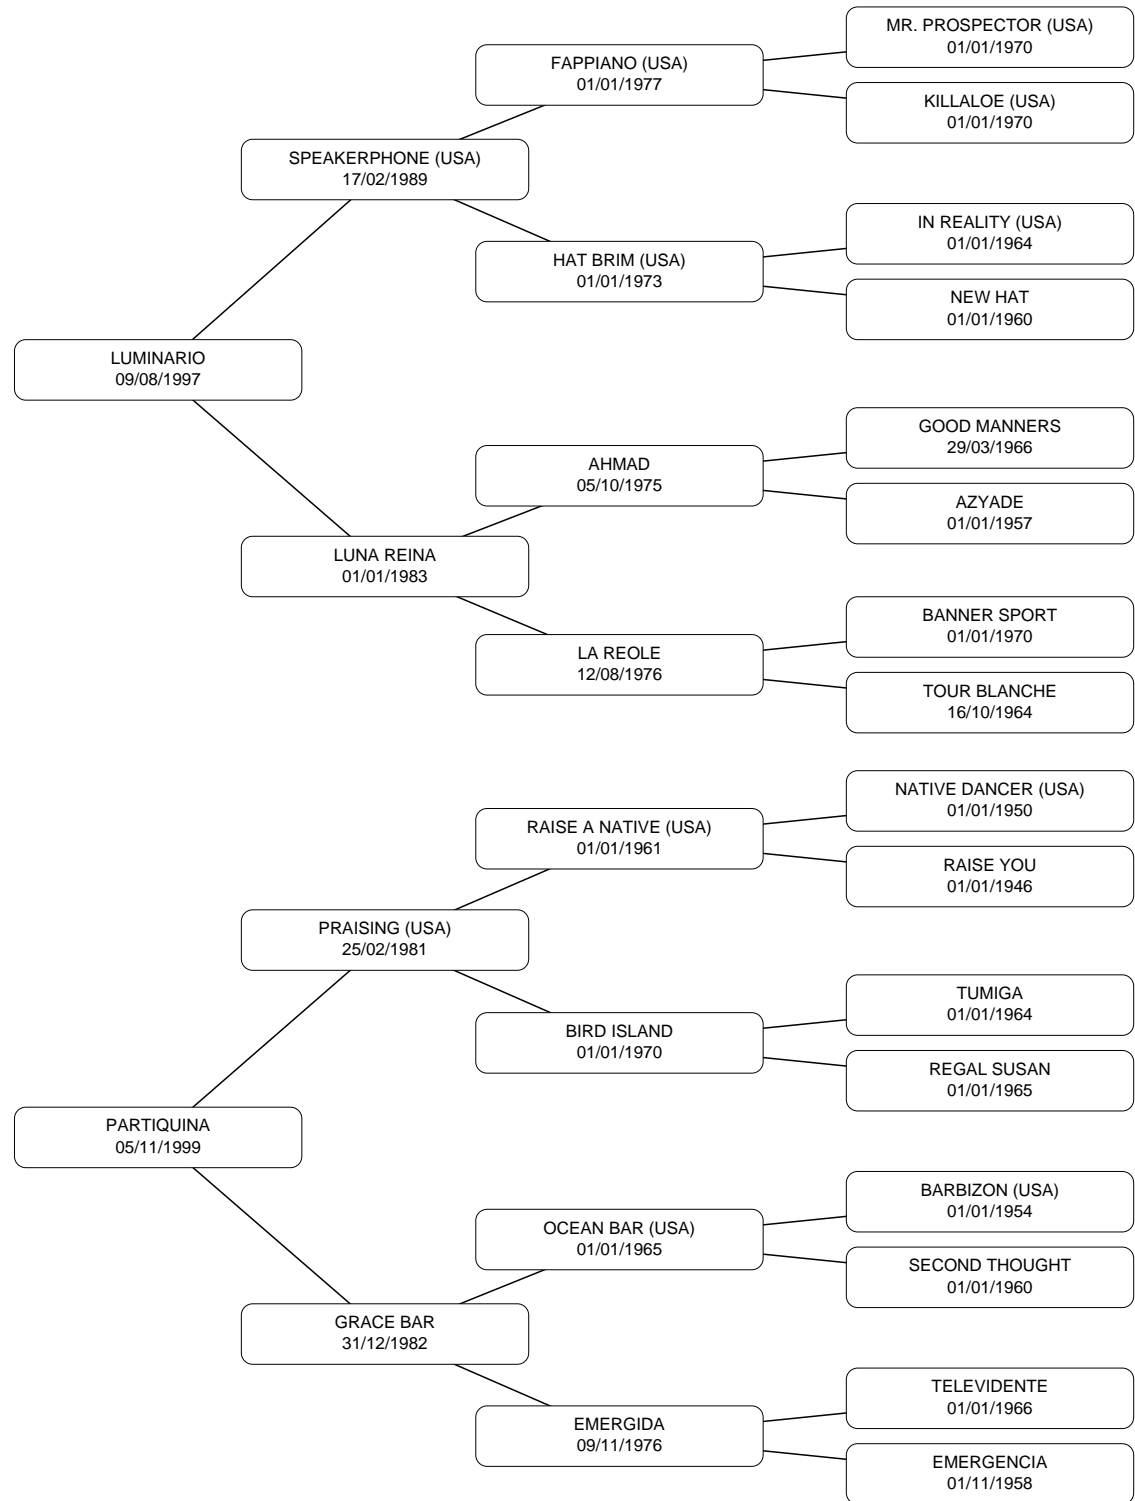 MR. PROSPECTOR (USA)
01/01/1970
FAPPIANO (USA)
01/01/1977
KILLALOE (USA)
01/01/1970
SPEAKERPHONE (USA)
17/02/1989
IN REALITY (USA)
01/01/1964
HAT BRIM (USA)
01/01/1973
NEW HAT
01/01/1960
LUMINARIO
09/08/1997
GOOD MANNERS
29/03/1966
AHMAD
05/10/1975
AZYADE
01/01/1957
LUNA REINA
01/01/1983
BANNER SPORT
01/01/1970
LA REOLE
12/08/1976
TOUR BLANCHE
16/10/1964
NATIVE DANCER (USA)
01/01/1950
RAISE A NATIVE (USA)
01/01/1961
RAISE YOU
01/01/1946
PRAISING (USA)
25/02/1981
TUMIGA
01/01/1964
BIRD ISLAND
01/01/1970
REGAL SUSAN
01/01/1965
PARTIQUINA
05/11/1999
BARBIZON (USA)
01/01/1954
OCEAN BAR (USA)
01/01/1965
SECOND THOUGHT
01/01/1960
GRACE BAR
31/12/1982
TELEVIDENTE
01/01/1966
EMERGIDA
09/11/1976
EMERGENCIA
01/11/1958